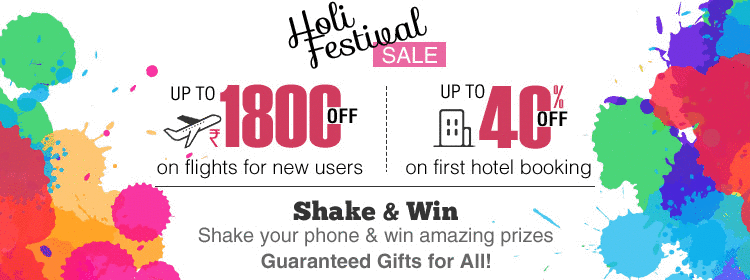 Holi
Festival
SALE
UP TO
₹1800 OFF
on flights for new users
UP TO
40% OFF
on first hotel booking
Shake & Win
Shake your phone & win amazing prizes
Guaranteed Gifts for All!